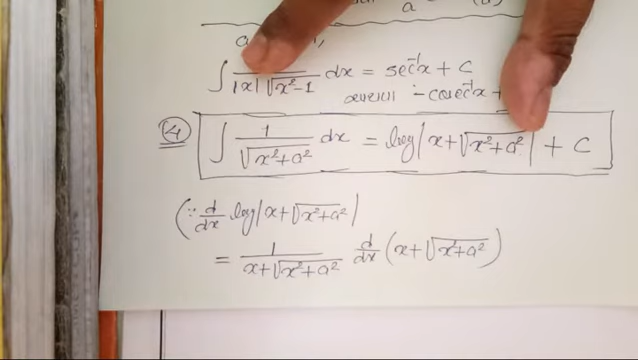 a (a)
a
∫ 1/(|x|√(x²-1)) dx = sec⁻¹x + C
अथवा - cosec⁻¹x +
(4) ∫ 1/√(x²+a²) dx = log|x+√(x²+a²)| + C
(∵ d/dx log|x+√(x²+a²)|
= 1/(x+√(x²+a²)) d/dx (x+√(x²+a²))